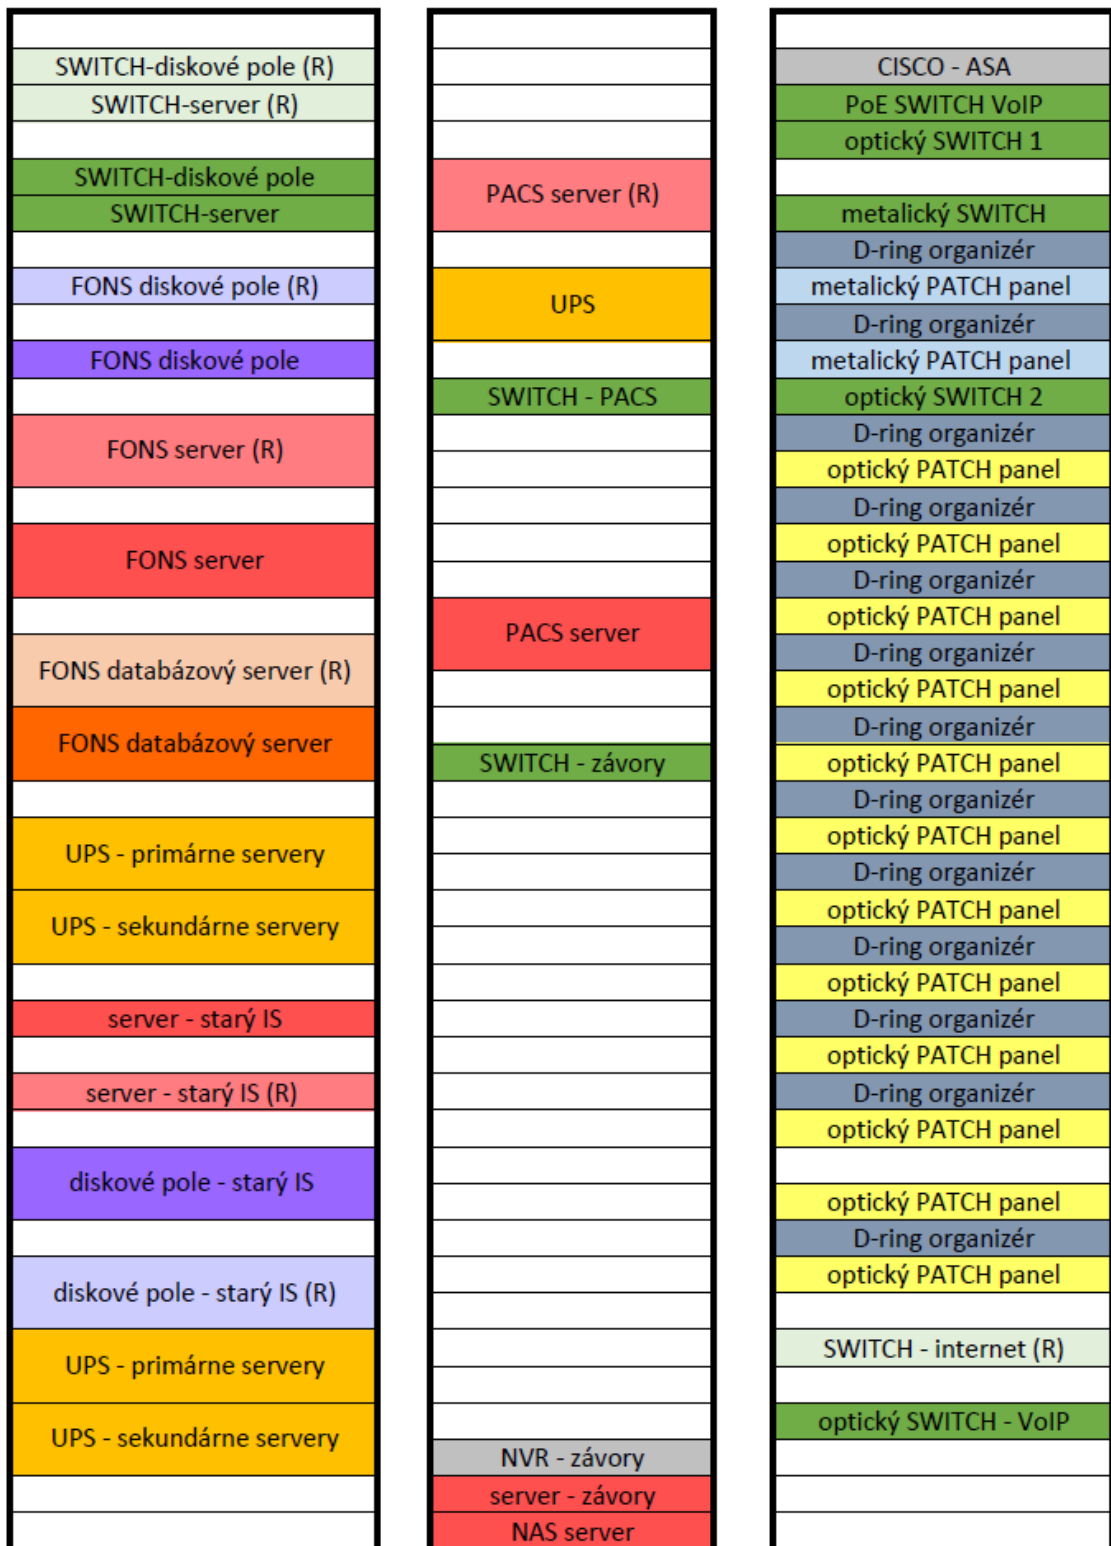 SWITCH-diskové pole (R)
SWITCH-server (R)
SWITCH-diskové pole
SWITCH-server
FONS diskové pole (R)
FONS diskové pole
FONS server (R)
FONS server
FONS databázový server (R)
FONS databázový server
UPS - primárne servery
UPS - sekundárne servery
server - starý IS
server - starý IS (R)
diskové pole - starý IS
diskové pole - starý IS (R)
UPS - primárne servery
UPS - sekundárne servery
PACS server (R)
UPS
SWITCH - PACS
PACS server
SWITCH - závory
NVR - závory
server - závory
NAS server
CISCO - ASA
PoE SWITCH VoIP
optický SWITCH 1
metalický SWITCH
D-ring organizér
metalický PATCH panel
D-ring organizér
metalický PATCH panel
optický SWITCH 2
D-ring organizér
optický PATCH panel
D-ring organizér
optický PATCH panel
D-ring organizér
optický PATCH panel
D-ring organizér
optický PATCH panel
D-ring organizér
optický PATCH panel
D-ring organizér
optický PATCH panel
D-ring organizér
optický PATCH panel
D-ring organizér
optický PATCH panel
D-ring organizér
optický PATCH panel
D-ring organizér
optický PATCH panel
optický PATCH panel
D-ring organizér
optický PATCH panel
SWITCH - internet (R)
optický SWITCH - VoIP